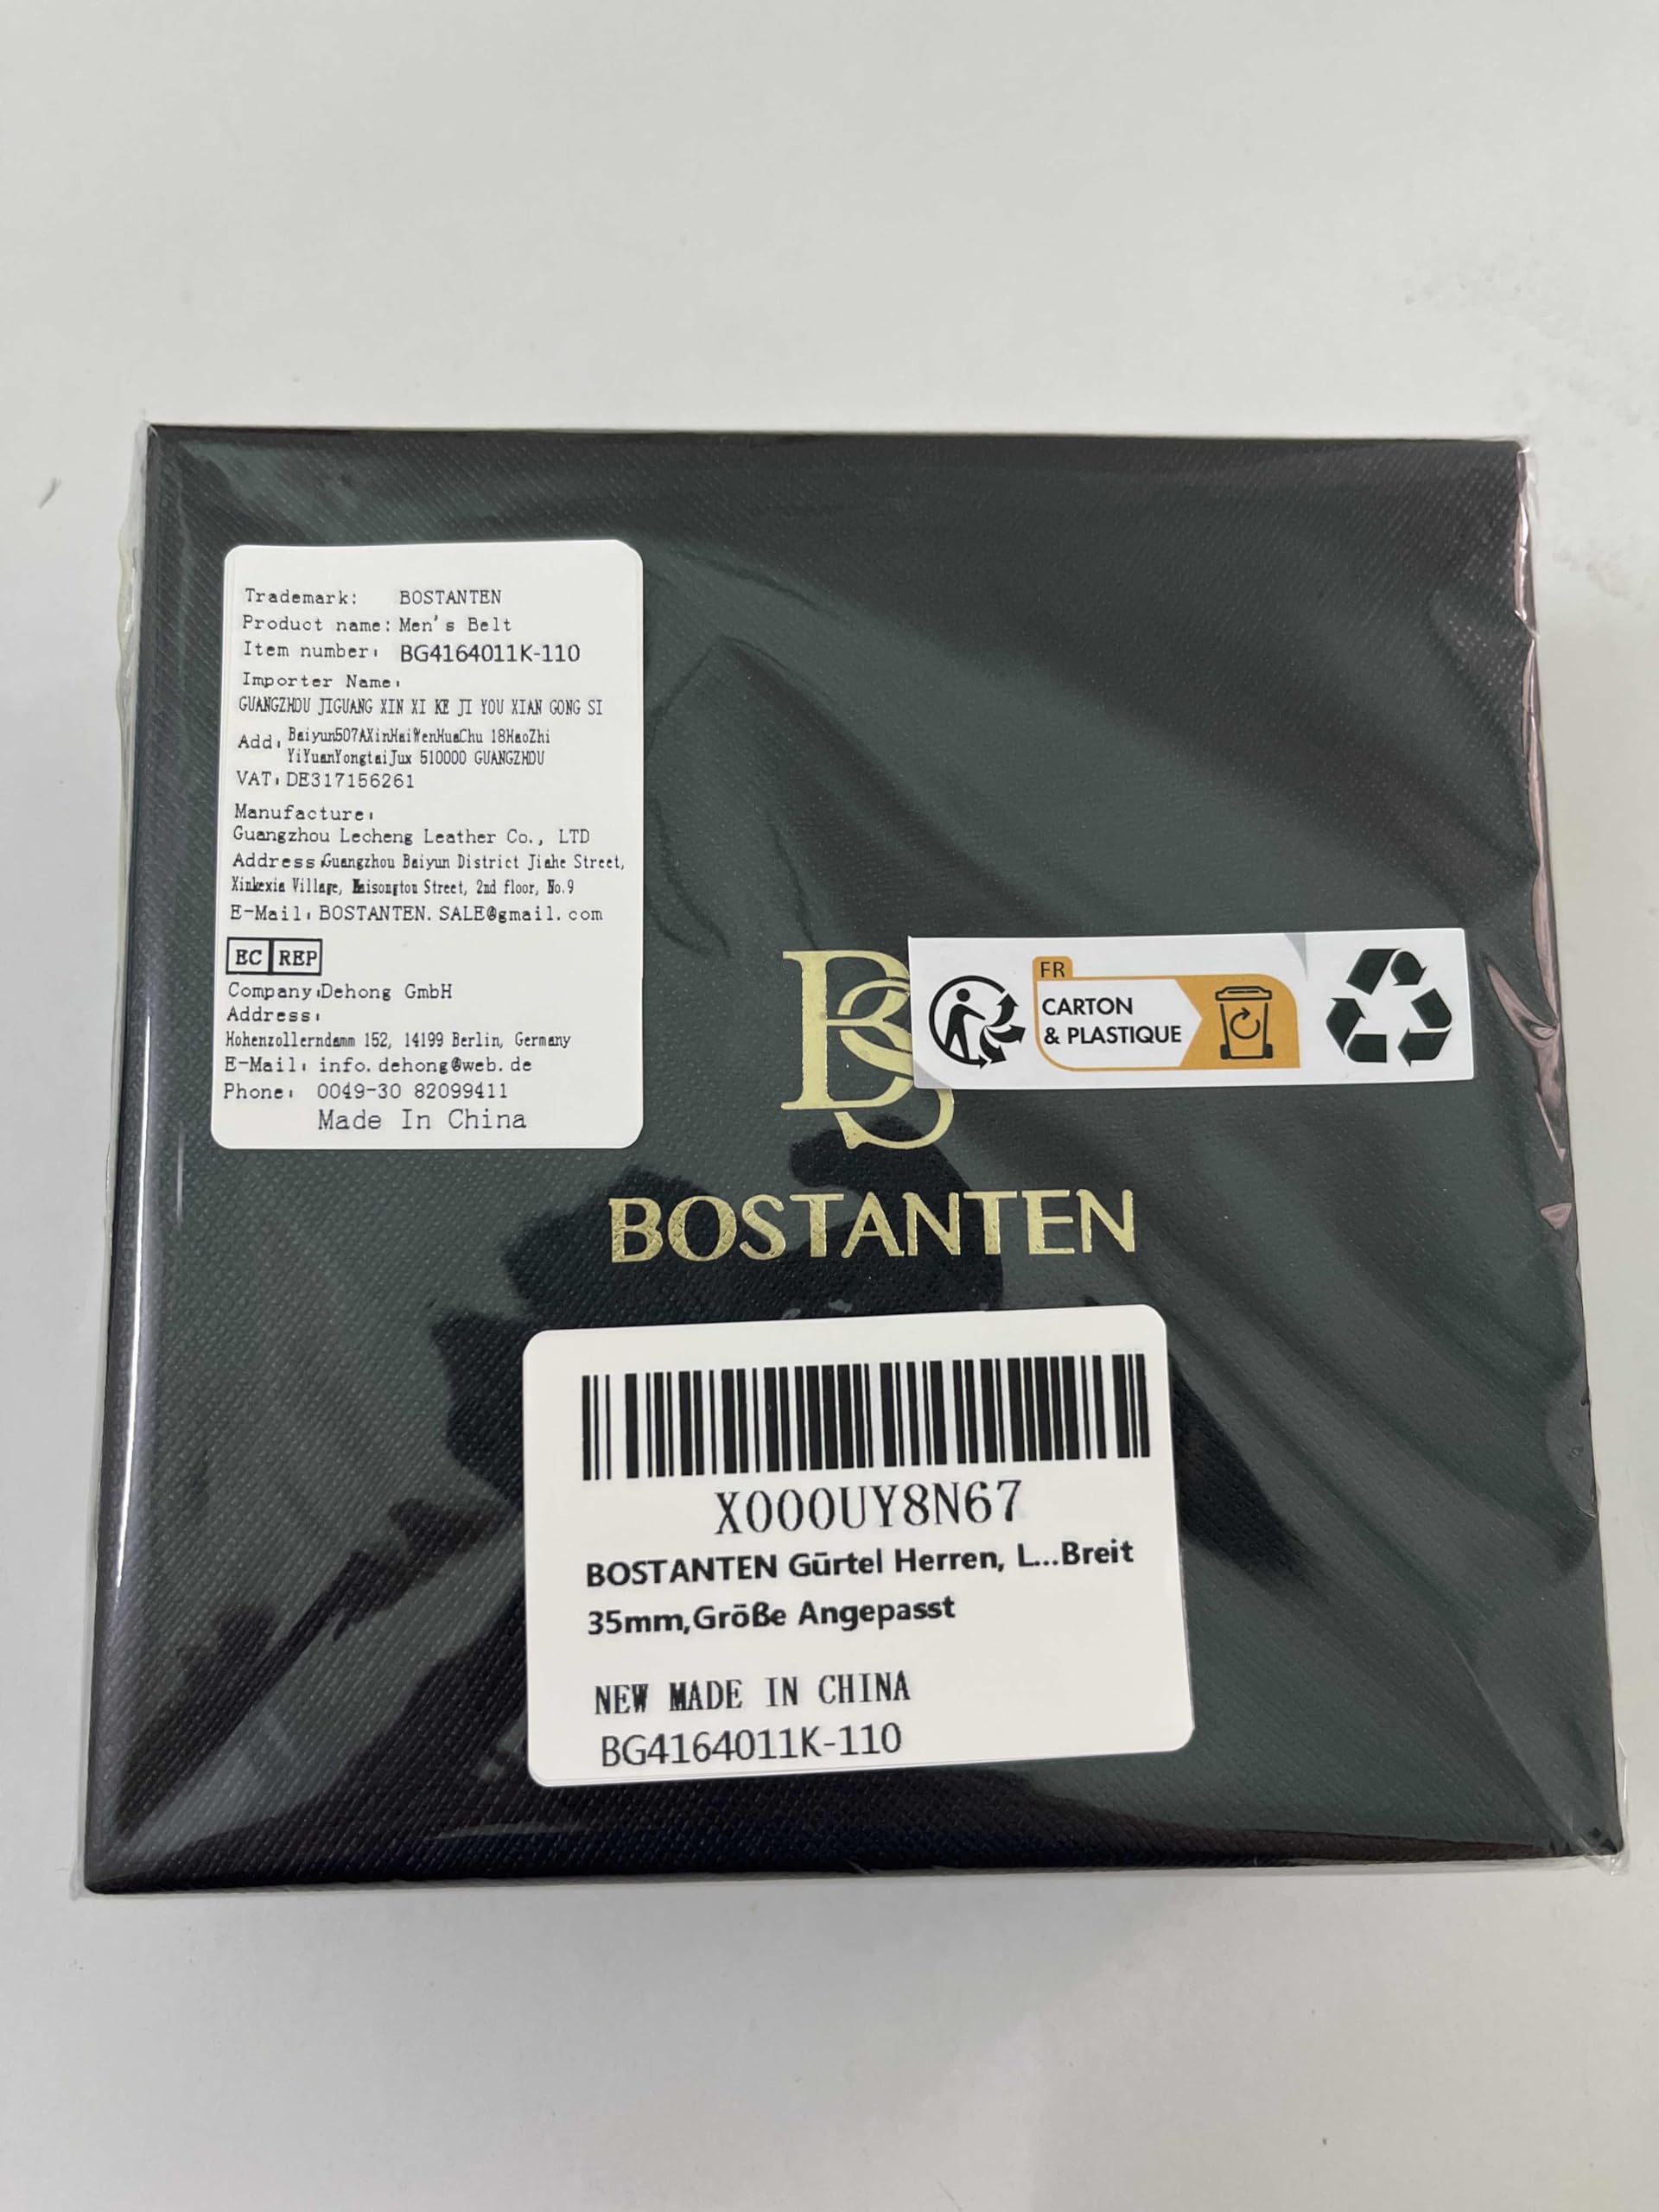 Trademark: BOSTANTEN
Product name: Men's Belt
Item number: BG4164011K-110
Importer Name:
GUANGZHOU JIGUANG XIN XI KE JI YOU XIAN GONG SI
Add: Baiyun507AXinHaiWenHuaChu 18HaoZhi
YiYuanYongtaiJux 510000 GUANGZHOU
VAT: DE317156261
Manufacture:
Guangzhou Lecheng Leather Co., LTD
Address: Guangzhou Baiyun District Jiahe Street,
Xinkexia Village, Street, 2nd floor, No.9
E-Mail: BOSTANTEN.SALE@gmail.com
EC REP
Company: Dehong GmbH
Address:
Hohenzollerndamm 152, 14199 Berlin, Germany
E-Mail: info.dehong@web.de
Phone: 0049-30 82099411
Made In China
BS
FR
CARTON
& PLASTIQUE
BOSTANTEN
X000UY8N67
BOSTANTEN Gürtel Herren, L...Breit
35mm,Größe Angepasst
NEW MADE IN CHINA
BG4164011K-110